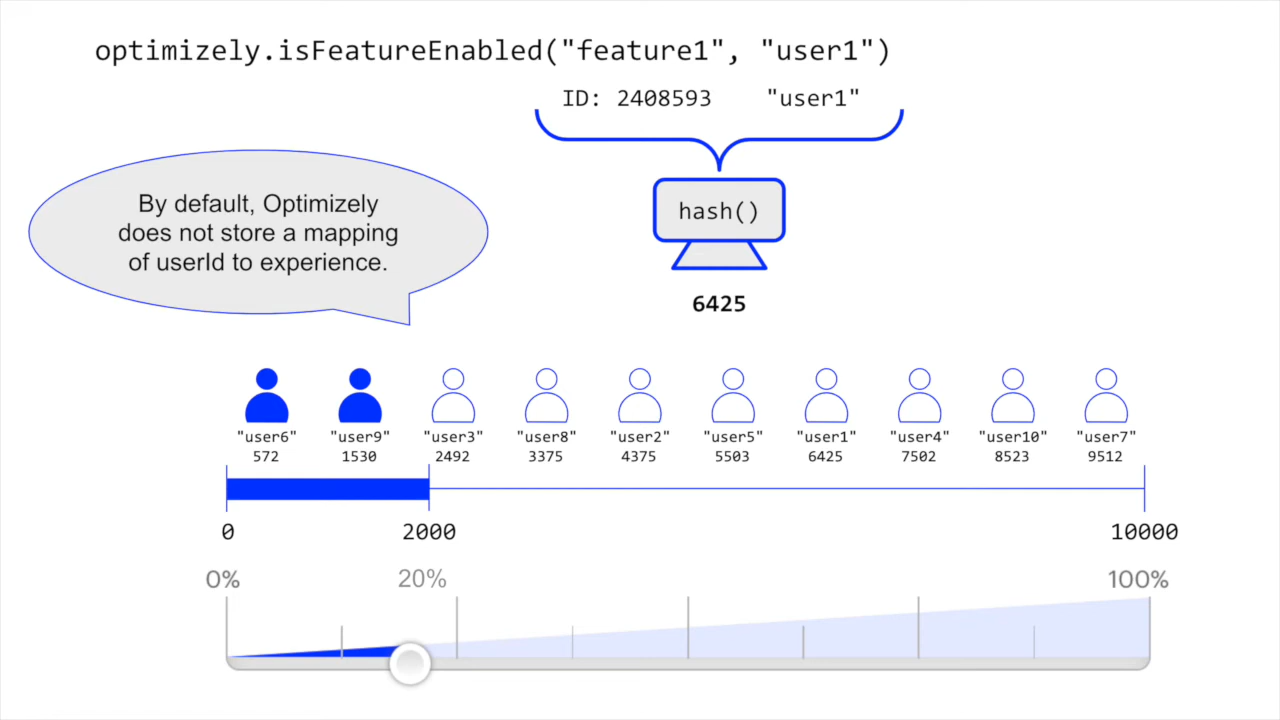 optimizely.isFeatureEnabled("feature1", "user1")
ID: 2408593 "user1"
By default, Optimizely
does not store a mapping
of userId to experience.
hash()
6425
"user6" "user9" "user3" "user8" "user2" "user5" "user1" "user4" "user10" "user7"
572 1530 2492 3375 4375 5503 6425 7502 8523 9512
0 2000 10000
0% 20% 100%